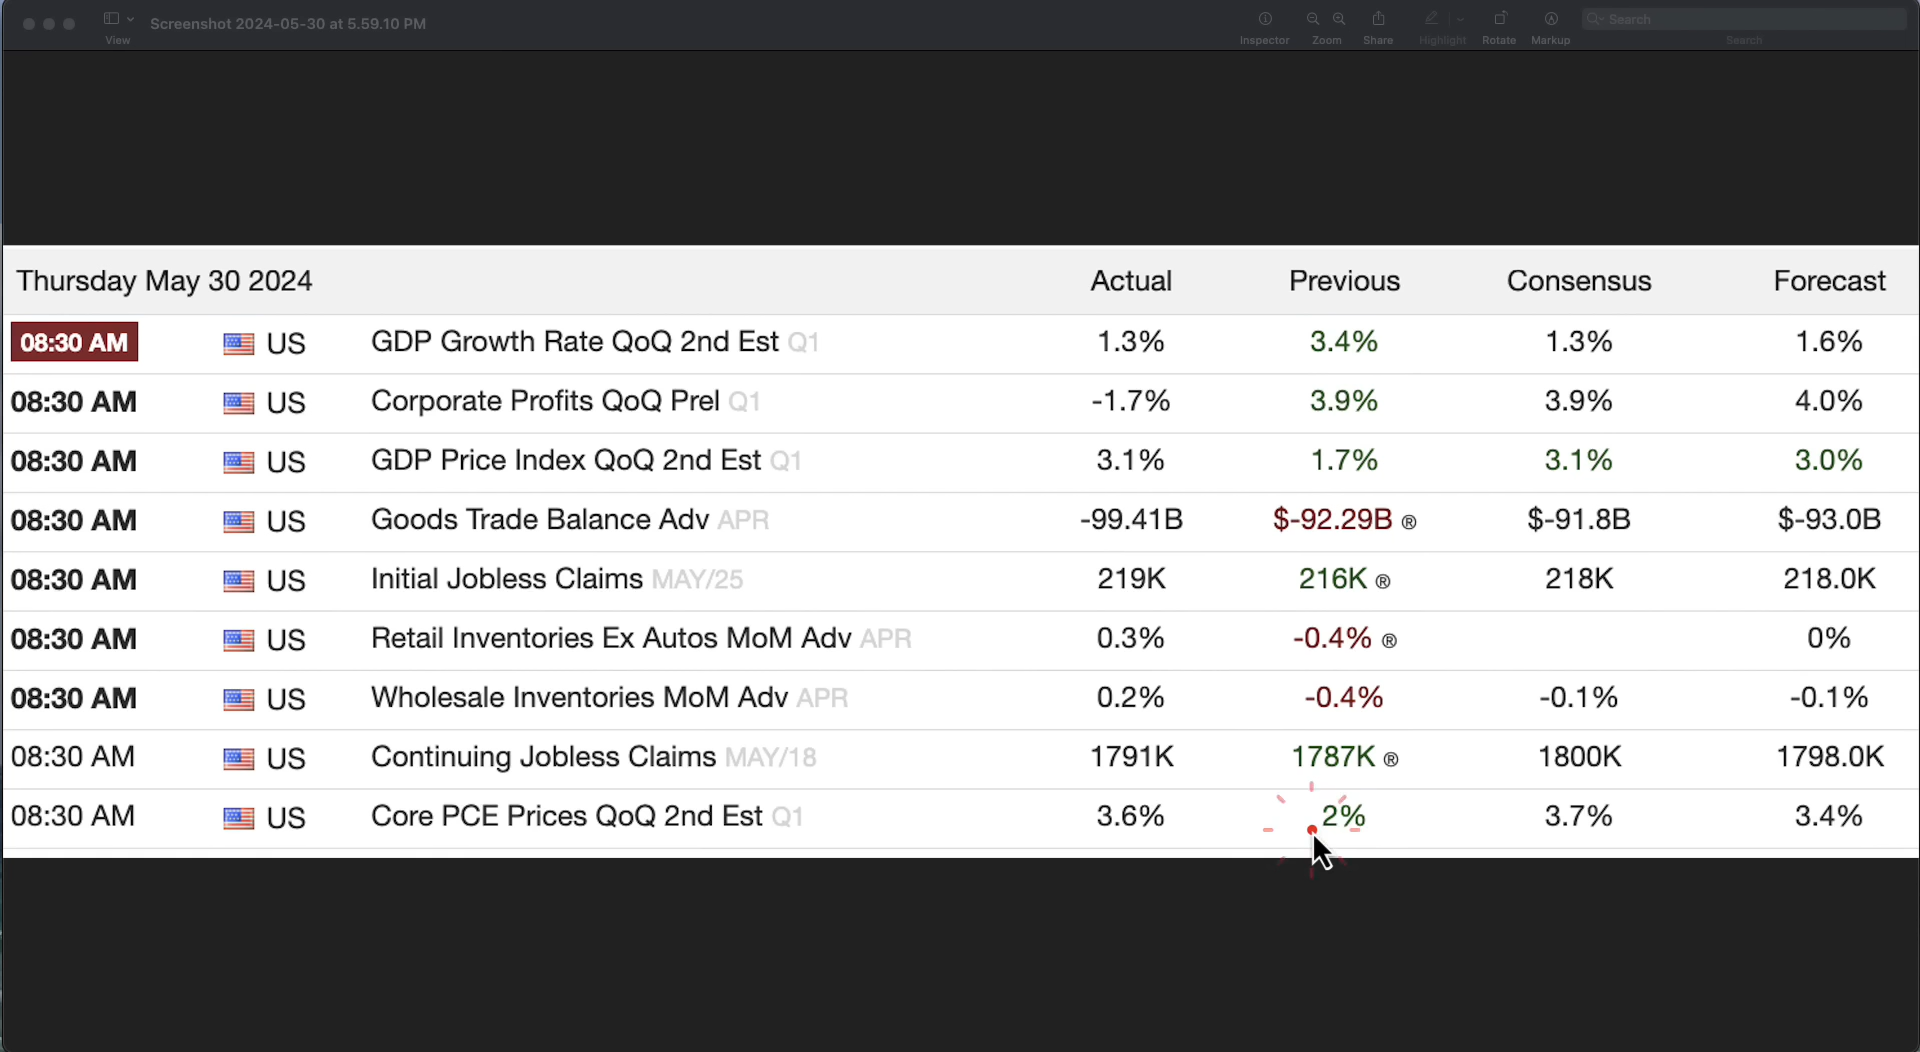 Screenshot 2024-05-30 at 5.59.10 PM
View
Inspector Zoom Share Highlight Rotate Markup Search
Search
Thursday May 30 2024 Actual Previous Consensus Forecast
08:30 AM US GDP Growth Rate QoQ 2nd Est Q1 1.3% 3.4% 1.3% 1.6%
08:30 AM US Corporate Profits QoQ Prel Q1 -1.7% 3.9% 3.9% 4.0%
08:30 AM US GDP Price Index QoQ 2nd Est Q1 3.1% 1.7% 3.1% 3.0%
08:30 AM US Goods Trade Balance Adv APR -99.41B $-92.29B ® $-91.8B $-93.0B
08:30 AM US Initial Jobless Claims MAY/25 219K 216K ® 218K 218.0K
08:30 AM US Retail Inventories Ex Autos MoM Adv APR 0.3% -0.4% ® 0%
08:30 AM US Wholesale Inventories MoM Adv APR 0.2% -0.4% -0.1% -0.1%
08:30 AM US Continuing Jobless Claims MAY/18 1791K 1787K ® 1800K 1798.0K
08:30 AM US Core PCE Prices QoQ 2nd Est Q1 3.6% 2% 3.7% 3.4%